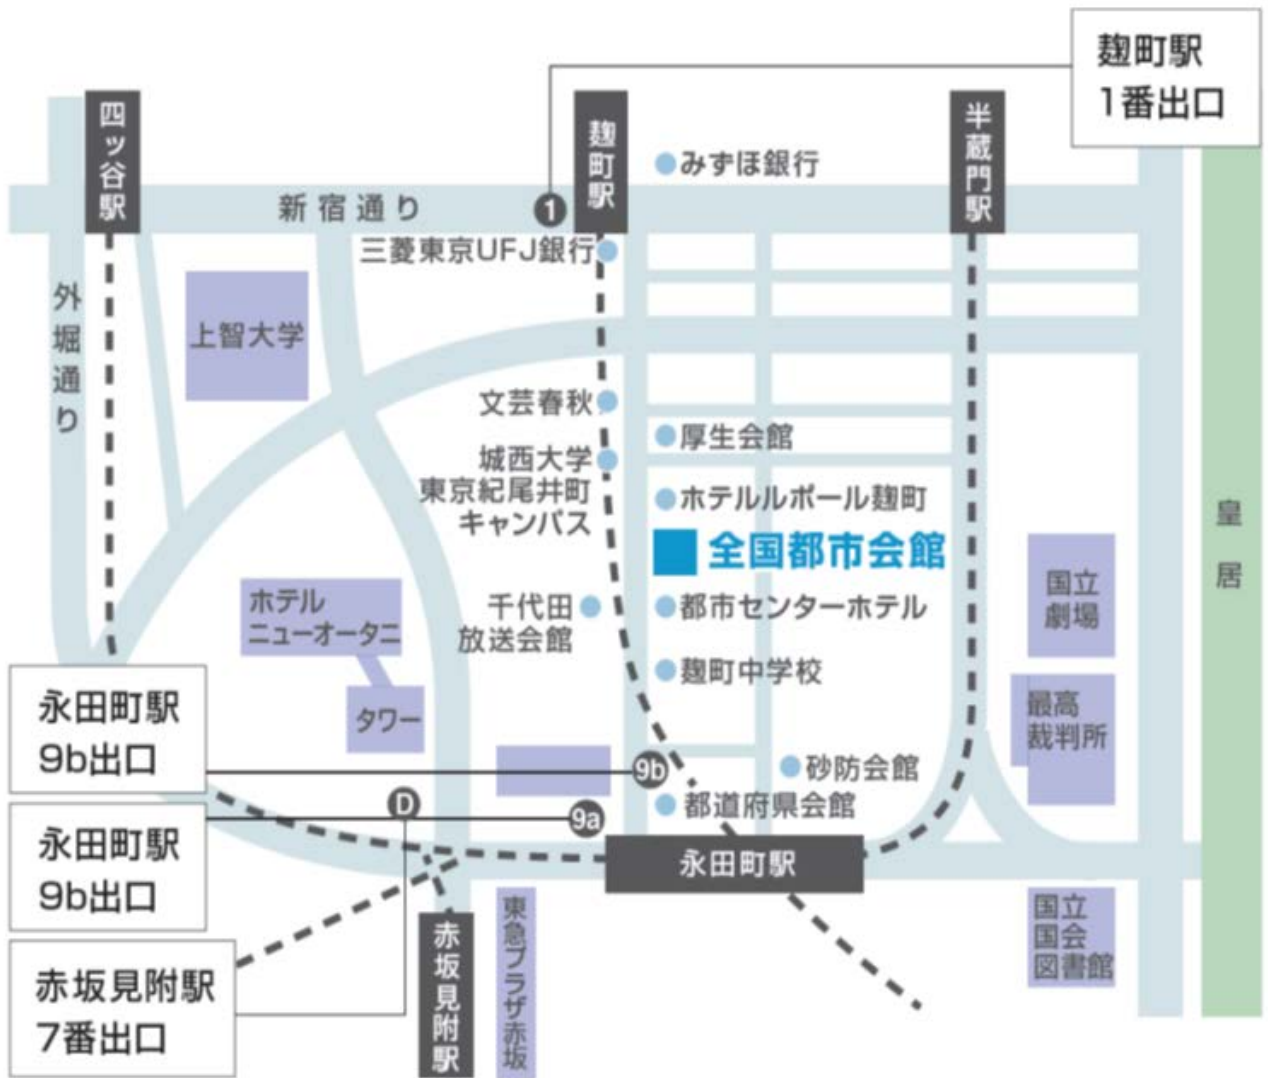 麹町駅
1番出口
四ッ谷駅
麹町駅
半蔵門駅
みずほ銀行
新宿通り
1
三菱東京UFJ銀行
外堀通り
上智大学
文芸春秋
厚生会館
城西大学
東京紀尾井町
キャンパス
ホテルルポール麹町
皇居
全国都市会館
国立
劇場
ホテル
ニューオータニ
千代田
放送会館
都市センターホテル
麹町中学校
タワー
最高
裁判所
永田町駅
9b出口
9b
砂防会館
D
9a
都道府県会館
永田町駅
9b出口
永田町駅
赤坂見附駅
7番出口
赤坂見附駅
東急プラザ赤坂
国立
国会
図書館